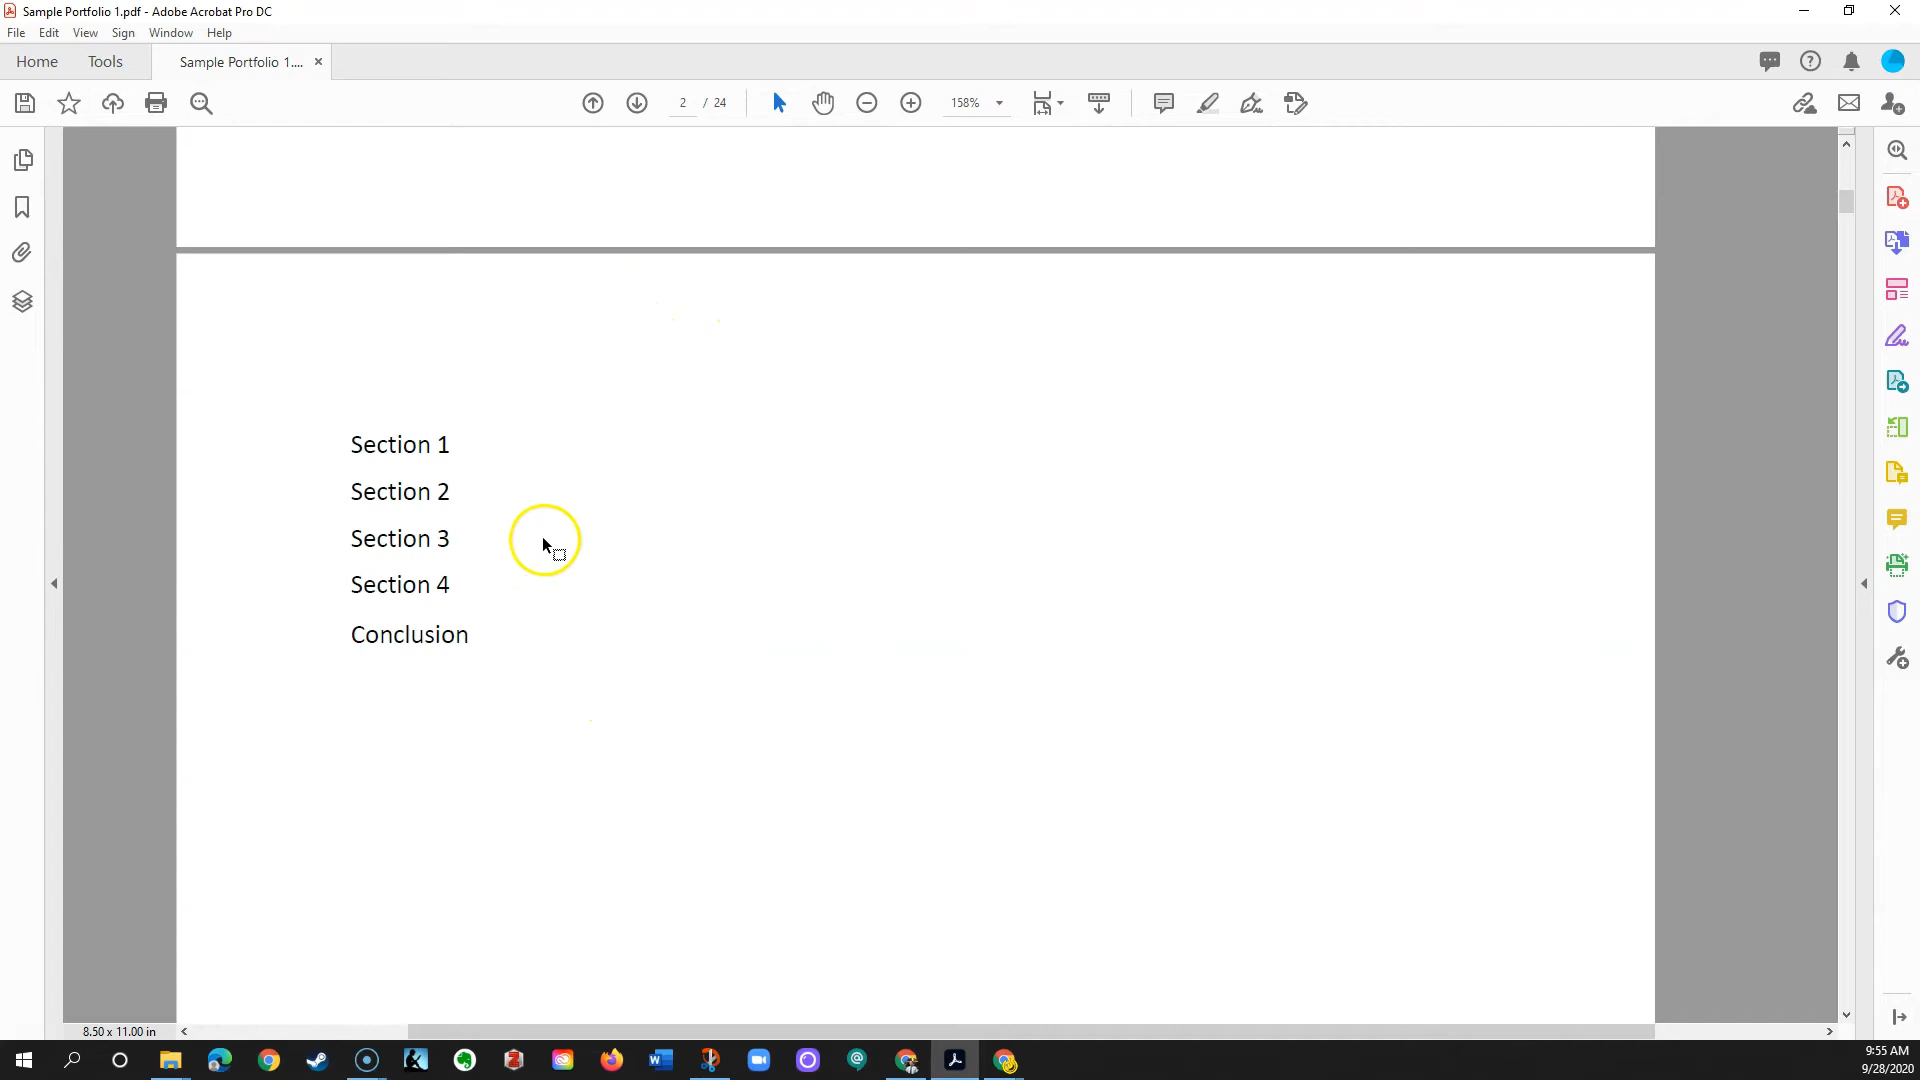 Sample Portfolio 1.pdf - Adobe Acrobat Pro DC
File Edit View Sign Window Help
Home Tools Sample Portfolio 1....
2 / 24 158%
Section 1
Section 2
Section 3
Section 4
Conclusion
8.50 x 11.00 in
9:55 AM
9/28/2020